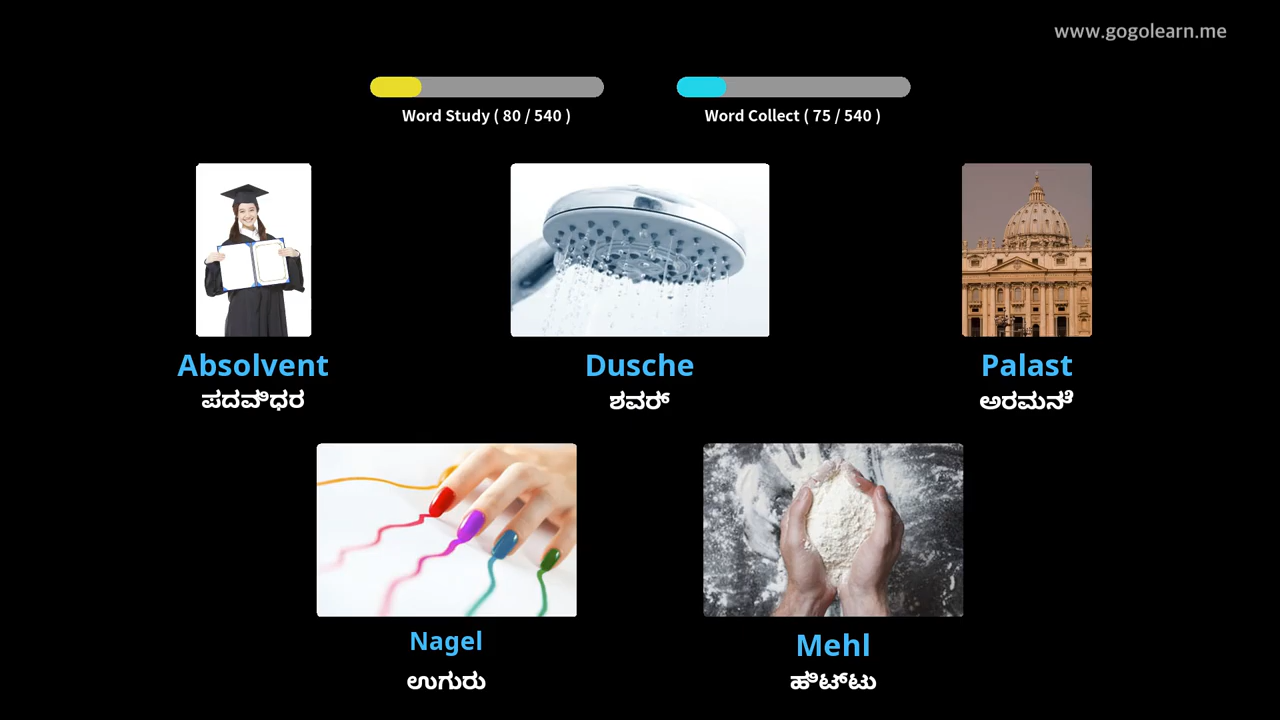 www.gogolearn.me
Word Study ( 80 / 540 )
Word Collect ( 75 / 540 )
Absolvent
ಪದವಿಧರ
Dusche
ಶವರ್
Palast
ಅರಮನೆ
Nagel
ಉಗುರು
Mehl
ಹಿಟ್ಟು